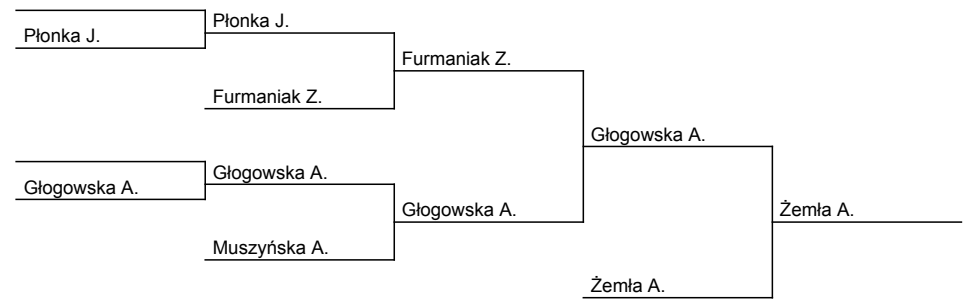 Płonka J.
Płonka J.
Furmaniak Z.
Furmaniak Z.
Głogowska A.
Głogowska A.
Głogowska A.
Głogowska A.
Muszyńska A.
Żemła A.
Żemła A.